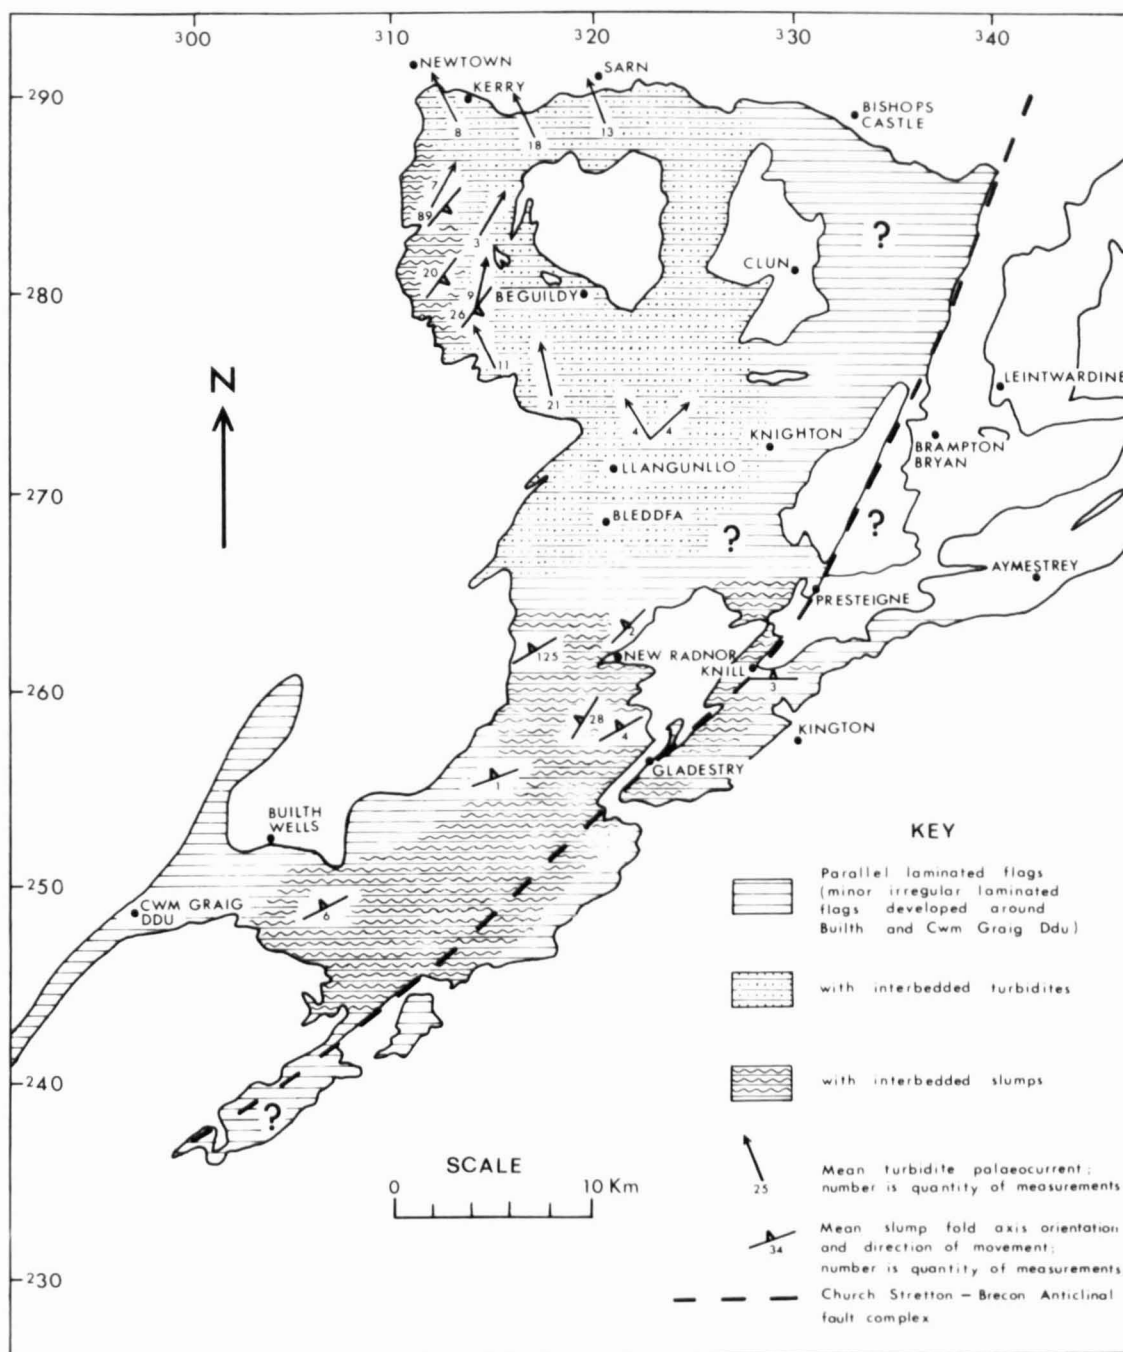 300
310
320
330
340
290
280
270
260
250
240
230
NEWTOWN
KERRY
SARN
BISHOPS
CASTLE
8
18
13
7
89
3
?
20
9
26
BEGUILDY
CLUN
11
21
N
4 4
LEINTWARDINE
KNIGHTON
BRAMPTON
BRYAN
LLANGUNLLO
BLEDDFA
?
?
AYMESTREY
PRESTEIGNE
2
125
NEW RADNOR
KNILL
3
28
4
KINGTON
GLADESTRY
1
BUILTH
WELLS
CWM GRAIG
DDU
6
?
KEY
Parallel laminated flags
(minor irregular laminated
flags developed around
Builth and Cwm Graig Ddu)
with interbedded turbidites
with interbedded slumps
25
Mean turbidite palaeocurrent;
number is quantity of measurements
34
Mean slump fold axis orientation
and direction of movement;
number is quantity of measurements
Church Stretton – Brecon Anticlinal
fault complex
SCALE
0 10 Km